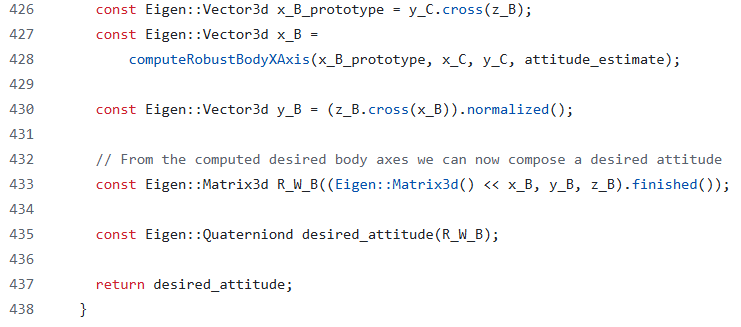 426 const Eigen::Vector3d x_B_prototype = y_C.cross(z_B);
427 const Eigen::Vector3d x_B =
428 computeRobustBodyXAxis(x_B_prototype, x_C, y_C, attitude_estimate);
429
430 const Eigen::Vector3d y_B = (z_B.cross(x_B)).normalized();
431
432 // From the computed desired body axes we can now compose a desired attitude
433 const Eigen::Matrix3d R_W_B((Eigen::Matrix3d() << x_B, y_B, z_B).finished());
434
435 const Eigen::Quaterniond desired_attitude(R_W_B);
436
437 return desired_attitude;
438 }